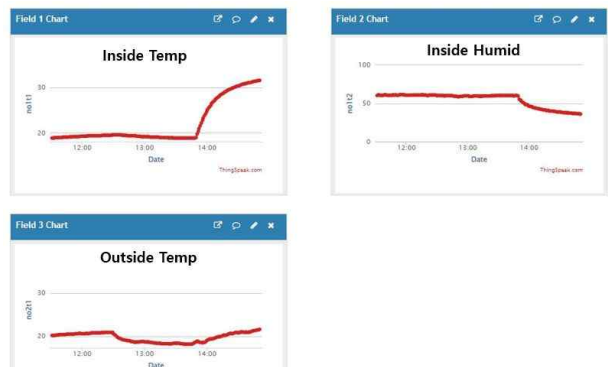 Field 1 Chart
Inside Temp
no1t1
30
20
12:00
13:00
14:00
Date
ThingSpeak.com
Field 2 Chart
Inside Humid
no1t2
100
50
0
12:00
13:00
14:00
Date
ThingSpeak.com
Field 3 Chart
Outside Temp
no2t1
30
20
12:00
13:00
14:00
Date